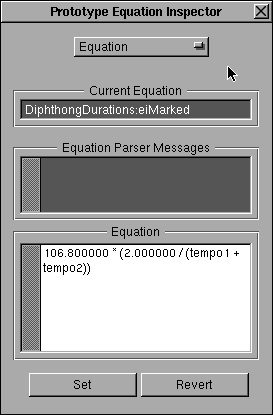 Prototype Equation Inspector
Equation
Current Equation
DiphthongDurations:eiMarked
Equation Parser Messages
Equation
106.800000 * (2.000000 / (tempo1 +
tempo2))
Set
Revert